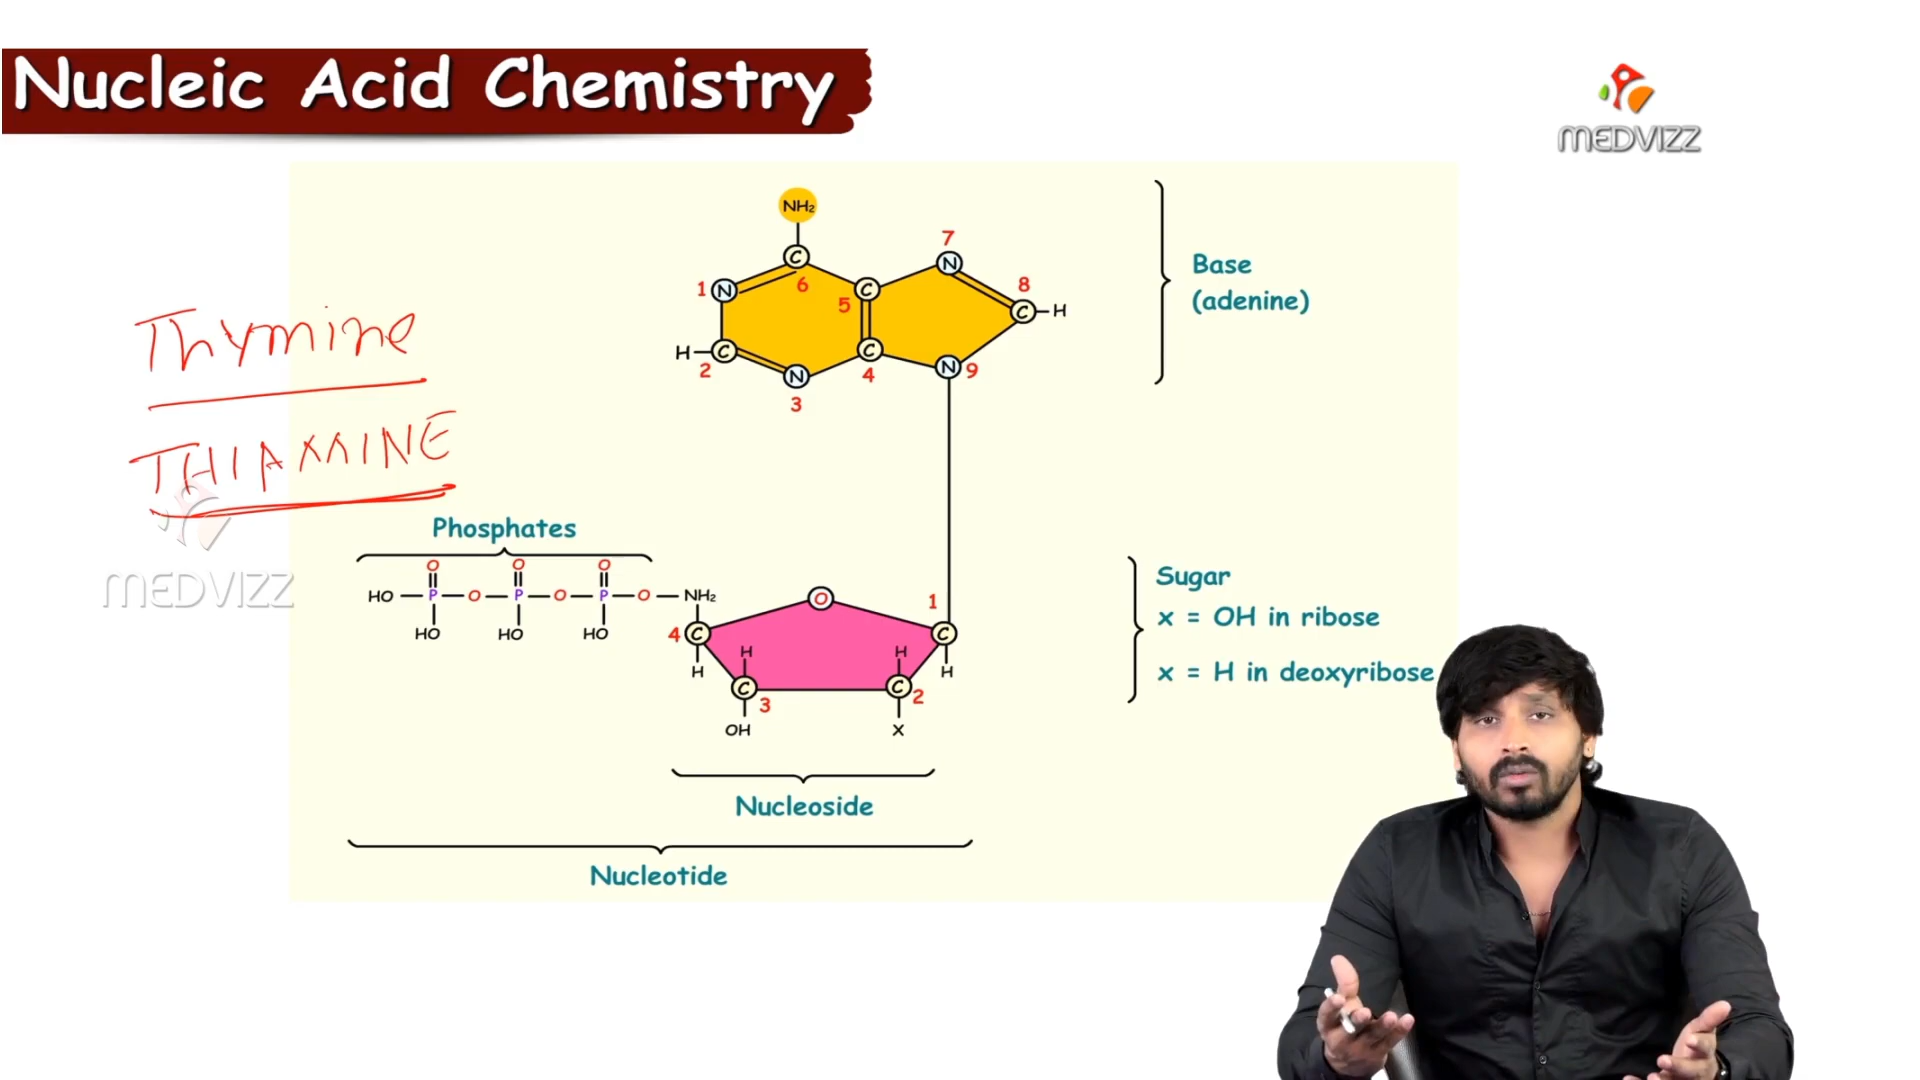 Nucleic Acid Chemistry
MEDVIZZ
NH2
7
N
C
6
8
1 N
C
5
C H
H C
2
N
3
C
4
N 9
Base
(adenine)
Thymine
THIAMINE
MEDVIZZ
Phosphates
O O O
HO P O P O P O NH2
HO HO HO
O
1
4 C
C
H
H
H
H
C
3
C
2
OH
X
Sugar
x = OH in ribose
x = H in deoxyribose
Nucleoside
Nucleotide